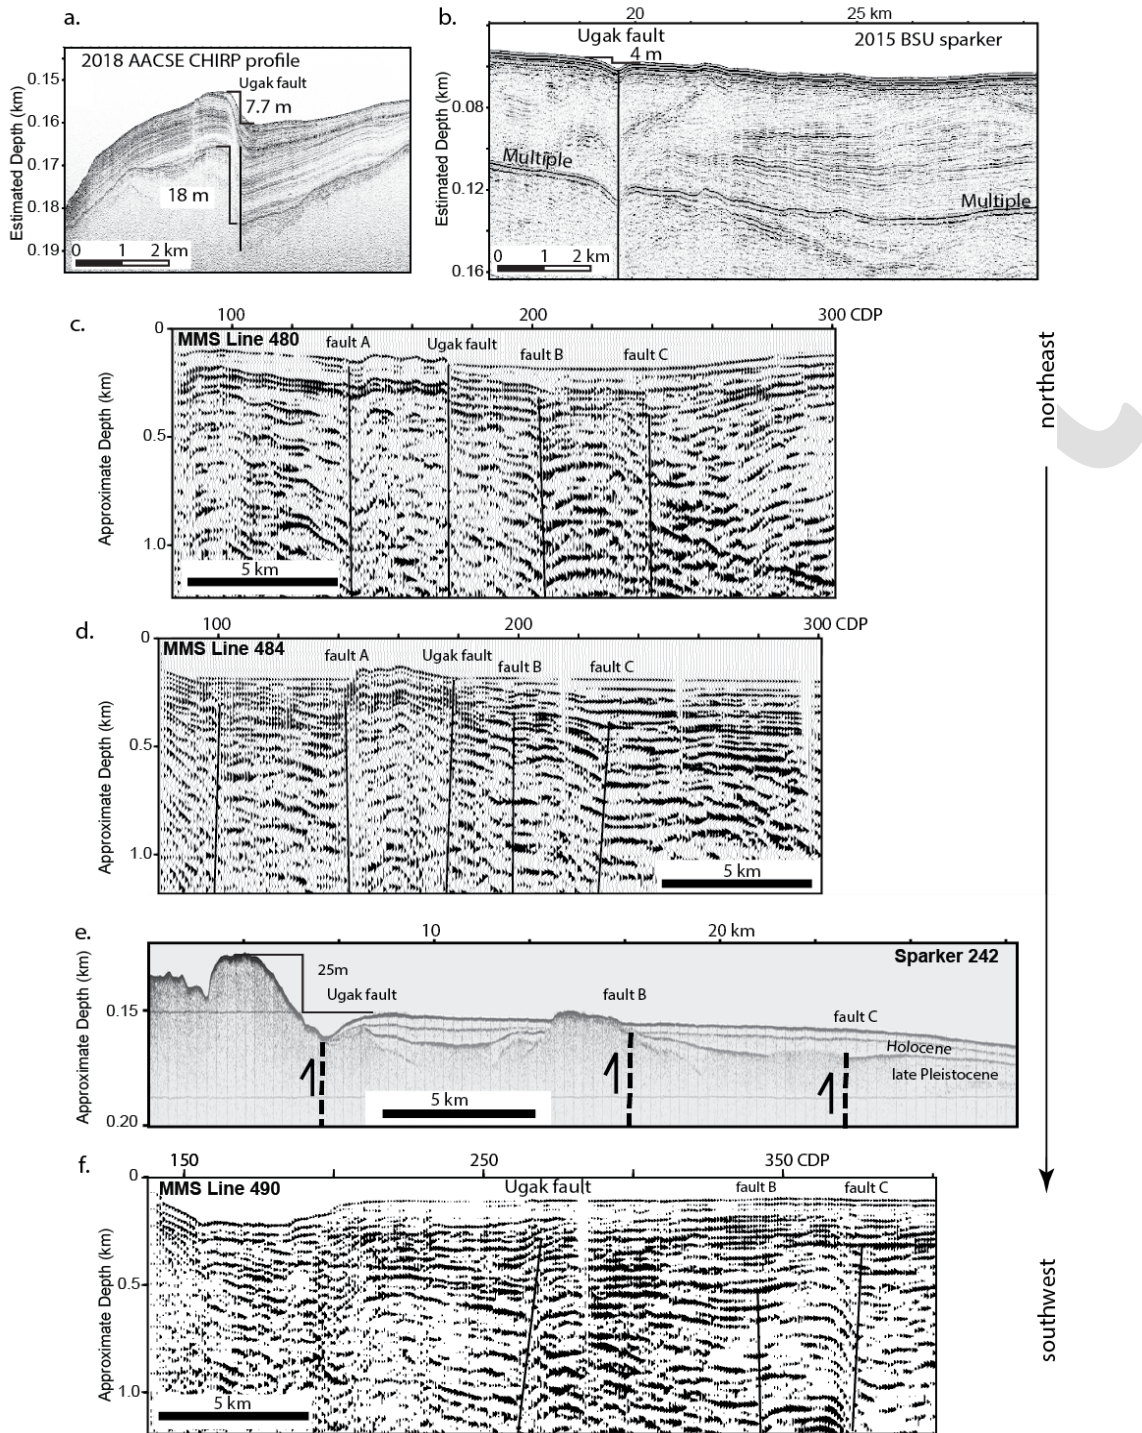 a.
2018 AACSE CHIRP profile
Ugak fault
7.7 m
18 m
0.15
0.16
0.17
0.18
0.19
Estimated Depth (km)
0 1 2 km
b.
20 25 km
Ugak fault
4 m
2015 BSU sparker
0.08
0.12
0.16
Estimated Depth (km)
Multiple
Multiple
0 1 2 km
c.
100 200 300 CDP
MMS Line 480
fault A
Ugak fault
fault B
fault C
0
0.5
1.0
Approximate Depth (km)
5 km
northeast
d.
100 200 300 CDP
MMS Line 484
fault A
Ugak fault
fault B
fault C
0
0.5
1.0
Approximate Depth (km)
5 km
e.
10 20 km
Sparker 242
25m
Ugak fault
fault B
fault C
0.15
0.20
Approximate Depth (km)
Holocene
late Pleistocene
5 km
f.
150 250 350 CDP
MMS Line 490
Ugak fault
fault B
fault C
0
0.5
1.0
Approximate Depth (km)
5 km
southwest